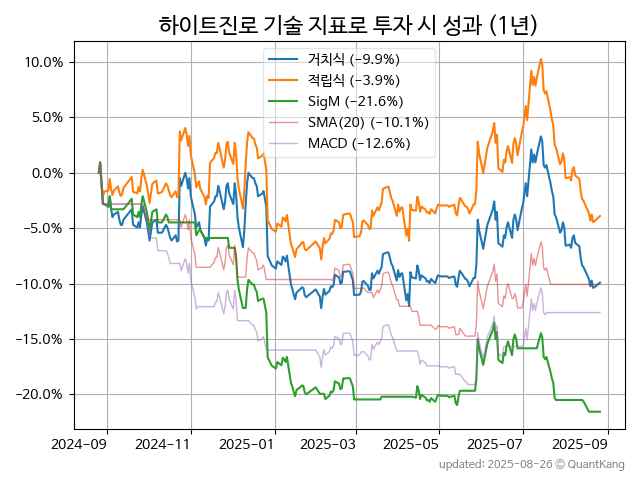 하이트진로 기술 지표로 투자 시 성과 (1년)
거치식 (−9.9%)
적립식 (−3.9%)
SigM (−21.6%)
SMA(20) (−10.1%)
MACD (−12.6%)
10.0%
5.0%
0.0%
−5.0%
−10.0%
−15.0%
−20.0%
2024-09 2024-11 2025-01 2025-03 2025-05 2025-07 2025-09
updated: 2025-08-26 ⓒ QuantKang